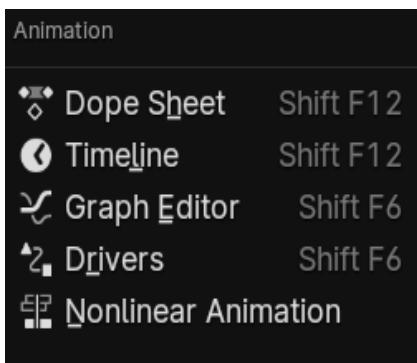 Animation
Dope Sheet Shift F12
Timeline Shift F12
Graph Editor Shift F6
Drivers Shift F6
Nonlinear Animation